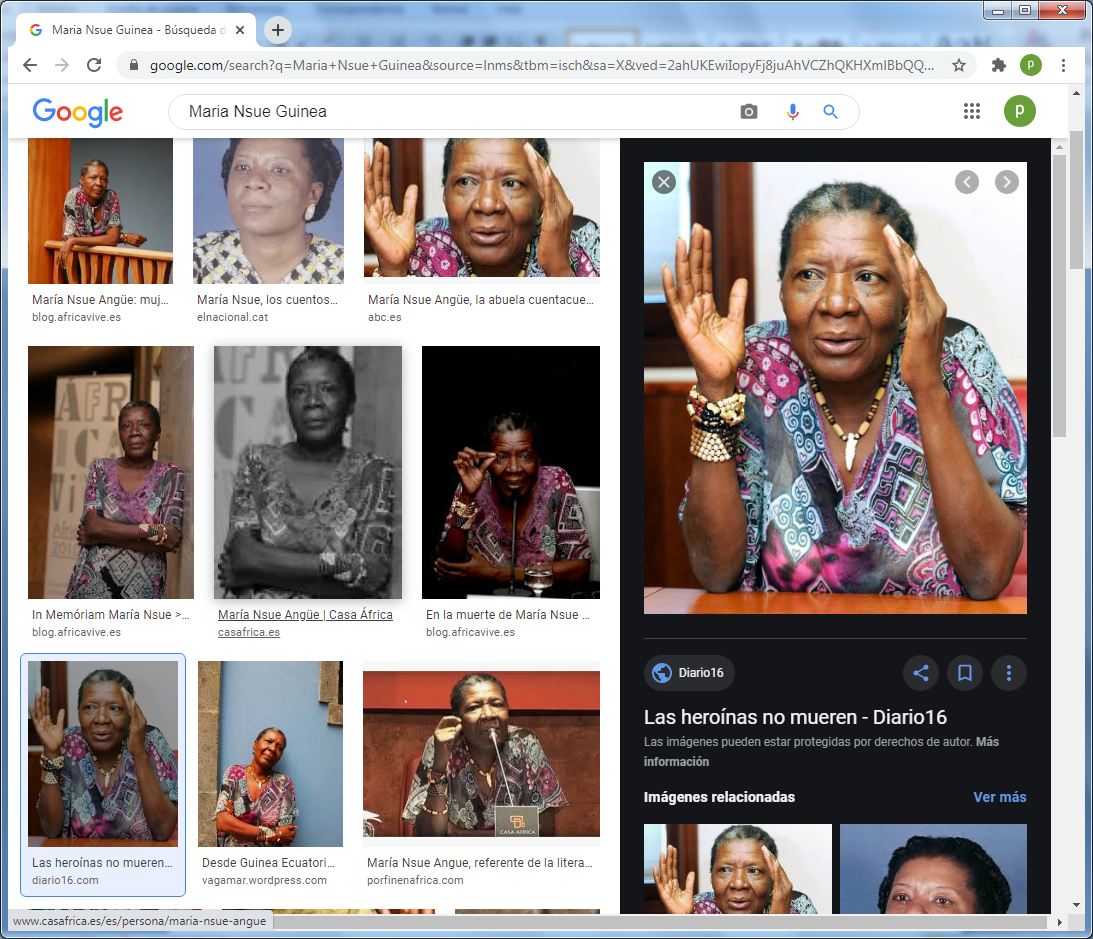 Maria Nsue Guinea - Búsqueda d
google.com/search?q=Maria+Nsue+Guinea&source=lnms&tbm=isch&sa=X&ved=2ahUKEwiIopyFj8juAhVCZhQKHXmIBbQQ...
P
Google
Maria Nsue Guinea
P
María Nsue Angüe: muj...
blog.africavive.es
María Nsue, los cuentos...
elnacional.cat
María Nsue Angüe, la abuela cuentacue...
abc.es
In Memóriam María Nsue >...
blog.africavive.es
María Nsue Angüe | Casa África
casafrica.es
En la muerte de María Nsue ...
blog.africavive.es
CASA AFRICA
Las heroínas no mueren...
diario16.com
Desde Guinea Ecuatori...
vagamar.wordpress.com
María Nsue Angue, referente de la litera...
porfinenafrica.com
Diario16
Las heroínas no mueren - Diario16
Las imágenes pueden estar protegidas por derechos de autor. Más
información
Imágenes relacionadas
Ver más
www.casafrica.es/es/persona/maria-nsue-angue